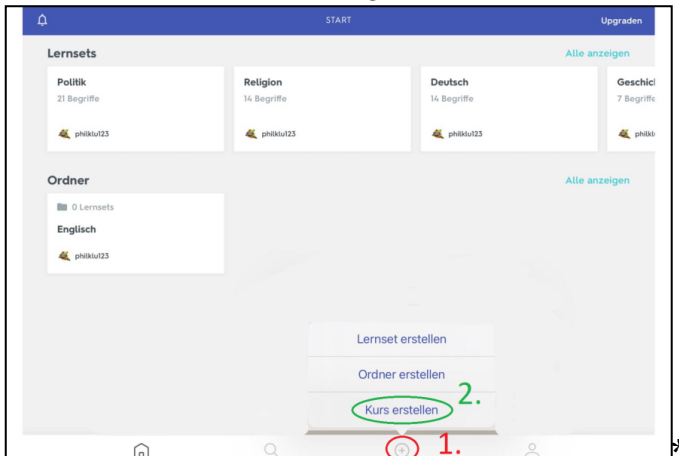 START
Upgraden
Lernsets
Alle anzeigen
Politik
21 Begriffe
philklu123
Religion
14 Begriffe
philklu123
Deutsch
14 Begriffe
philklu123
7 Begriffe
Ordner
Alle anzeigen
0 Lernsets
Englisch
philklu123
Lernset erstellen
Ordner erstellen
Kurs erstellen
2.
1.
*